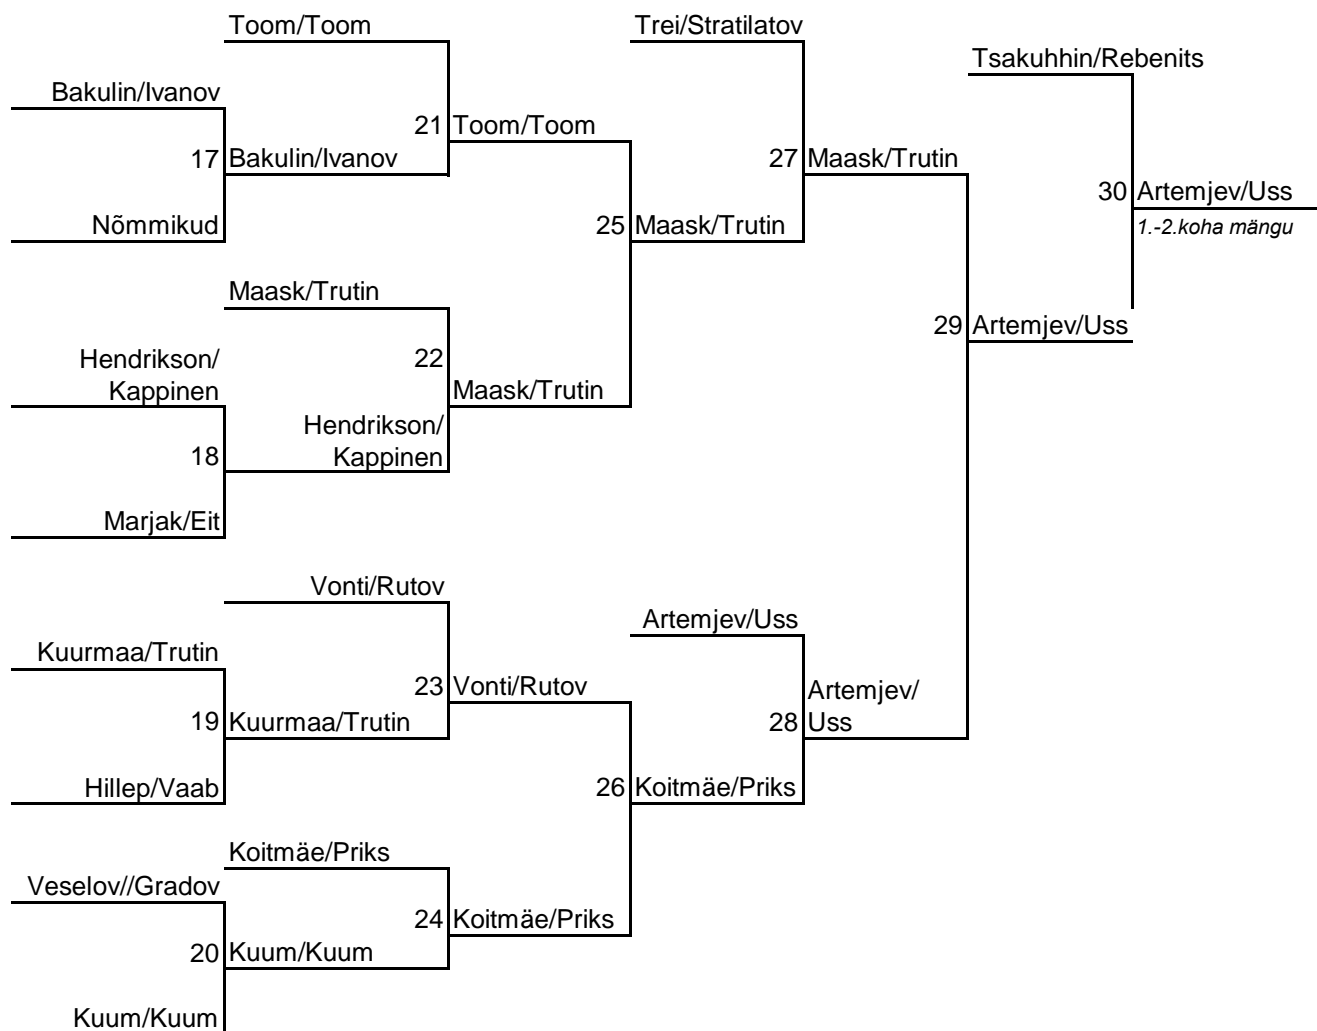 Toom/Toom
Trei/Stratilatov
Tsakuhhin/Rebenits
Bakulin/Ivanov
21 Toom/Toom
17 Bakulin/Ivanov
27 Maask/Trutin
30 Artemjev/Uss
Nõmmikud
25 Maask/Trutin
1.-2.koha mängu
Maask/Trutin
29 Artemjev/Uss
Hendrikson/
Kappinen
22
Maask/Trutin
Hendrikson/
Kappinen
18
Marjak/Eit
Vonti/Rutov
Artemjev/Uss
Kuurmaa/Trutin
23 Vonti/Rutov
Artemjev/
Uss
19 Kuurmaa/Trutin
28
Hillep/Vaab
26 Koitmäe/Priks
Koitmäe/Priks
Veselov//Gradov
24 Koitmäe/Priks
20 Kuum/Kuum
Kuum/Kuum